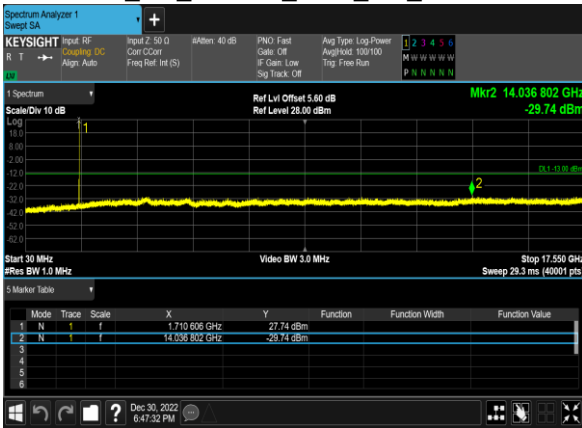 Spectrum Analyzer 1
Swept SA
+
KEYSIGHT Input: RF Input Z: 50 Ω #Atten: 40 dB PNO: Fast Avg Type: Log-Power 1 2 3 4 5 6
R T Coupling: DC Corr CCorr Gate: Off Avg|Hold: 100/100 M W W W W W
Align: Auto Freq Ref: Int (S) IF Gain: Low Trig: Free Run
LU Sig Track: Off P N N N N N
1 Spectrum Ref Lvl Offset 5.60 dB Mkr2 14.036 802 GHz
Scale/Div 10 dB Ref Level 28.00 dBm -29.74 dBm
Log
1
18.0
8.00
-2.00
-12.0 DL1 -13.00 dBm
-22.0 2
-32.0
-42.0
-52.0
-62.0
Start 30 MHz Video BW 3.0 MHz Stop 17.550 GHz
#Res BW 1.0 MHz Sweep 29.3 ms (40001 pts
5 Marker Table
Mode Trace Scale X Y Function Function Width Function Value
1 N 1 f 1.710 606 GHz 27.74 dBm
2 N 1 f 14.036 802 GHz -29.74 dBm
3
4
5
6
? Dec 30, 2022
6:47:32 PM